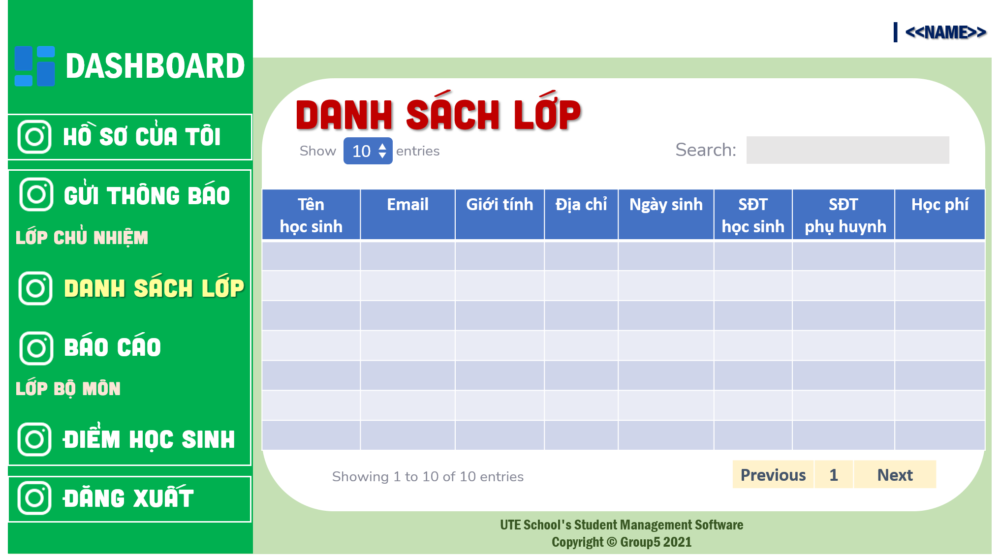 | <<NAME>>
DASHBOARD
HỒ SƠ CỦA TÔI
GỬI THÔNG BÁO
LỚP CHỦ NHIỆM
DANH SÁCH LỚP
BÁO CÁO
LỚP BỘ MÔN
ĐIỂM HỌC SINH
ĐĂNG XUẤT
DANH SÁCH LỚP
Show 10 entries
Search:
Tên
học sinh
Email
Giới tính
Địa chỉ
Ngày sinh
SĐT
học sinh
SĐT
phụ huynh
Học phí
Showing 1 to 10 of 10 entries
Previous 1 Next
UTE School's Student Management Software
Copyright © Group5 2021